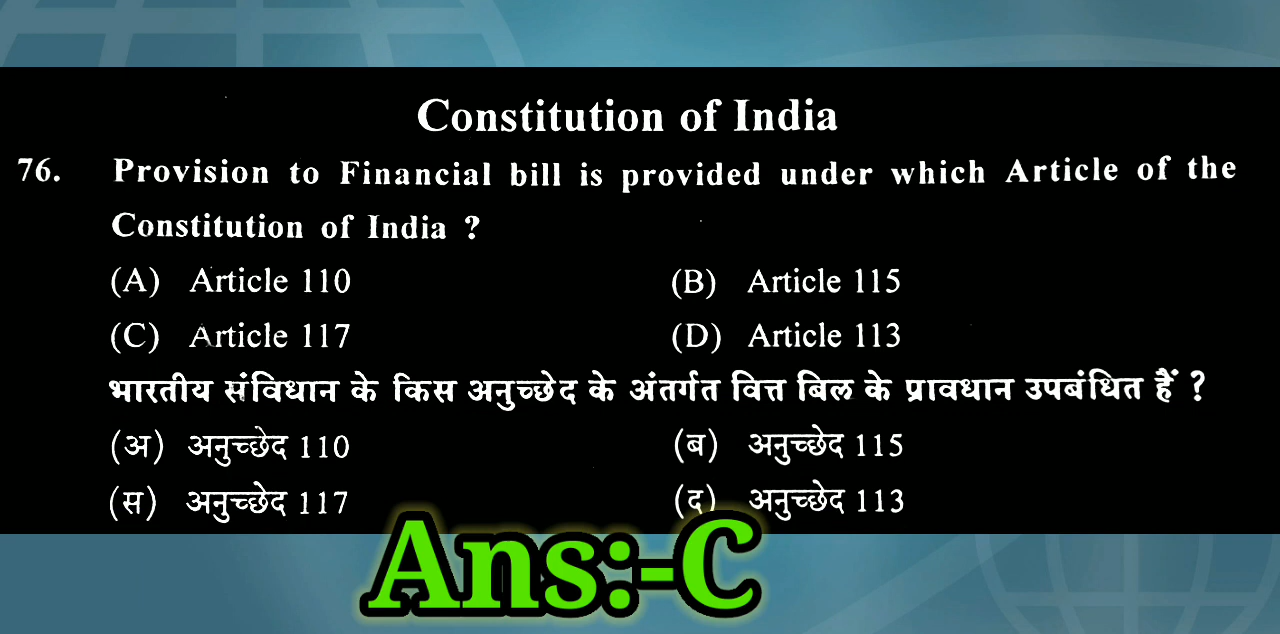 Constitution of India
76. Provision to Financial bill is provided under which Article of the
Constitution of India ?
(A) Article 110 (B) Article 115
(C) Article 117 (D) Article 113
भारतीय संविधान के किस अनुच्छेद के अंतर्गत वित्त बिल के प्रावधान उपबंधित हैं ?
(अ) अनुच्छेद 110 (ब) अनुच्छेद 115
(स) अनुच्छेद 117 (द) अनुच्छेद 113
Ans:-C